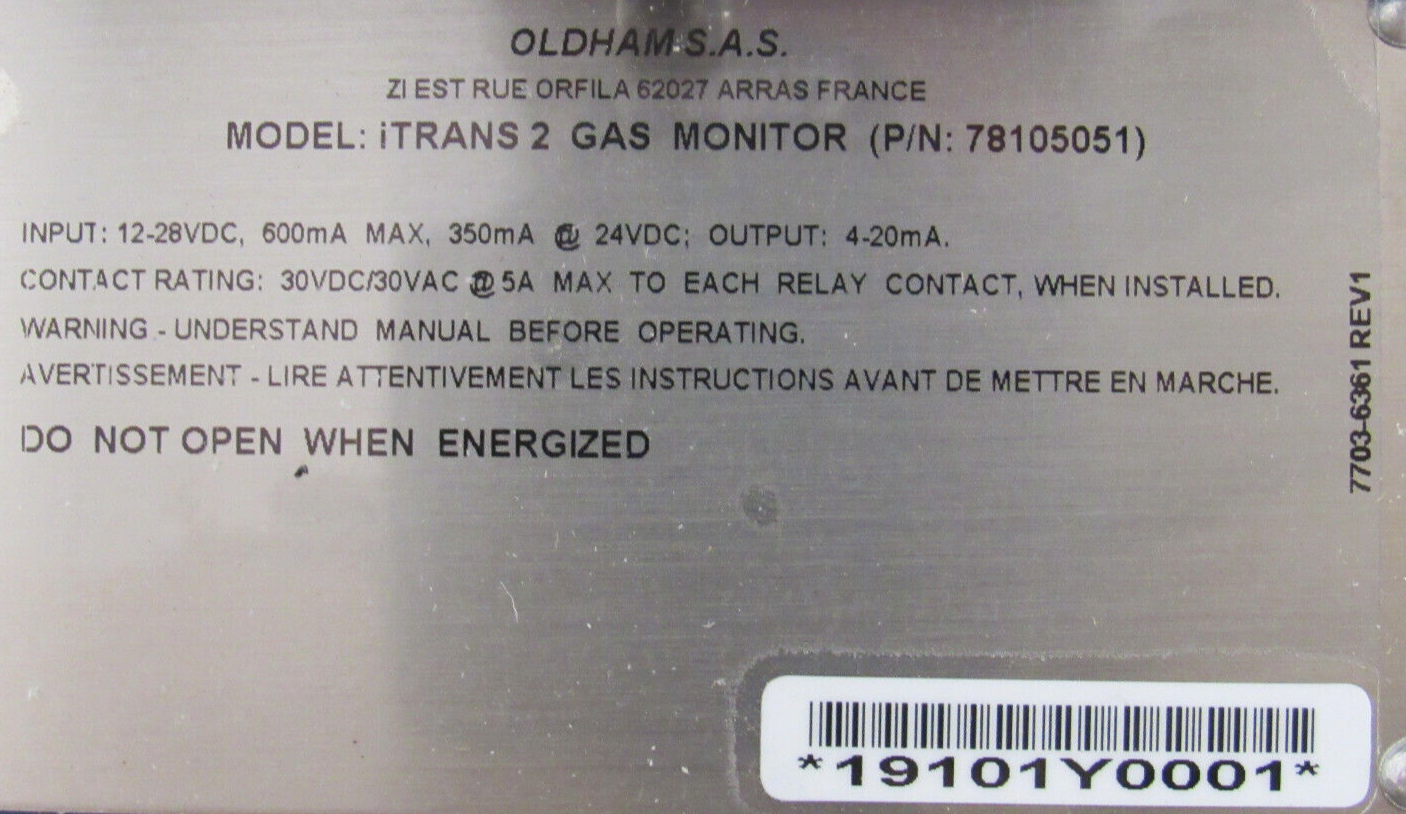 OLDHAM S.A.S.
ZI EST RUE ORFILA 62027 ARRAS FRANCE
MODEL: iTRANS 2 GAS MONITOR (P/N: 78105051)
INPUT: 12-28VDC, 600mA MAX, 350mA @ 24VDC; OUTPUT: 4-20mA.
CONTACT RATING: 30VDC/30VAC @ 5A MAX TO EACH RELAY CONTACT, WHEN INSTALLED.
WARNING - UNDERSTAND MANUAL BEFORE OPERATING.
AVERTISSEMENT - LIRE ATTENTIVEMENT LES INSTRUCTIONS AVANT DE METTRE EN MARCHE.
DO NOT OPEN WHEN ENERGIZED
7703-6361 REV1
*19101Y0001*